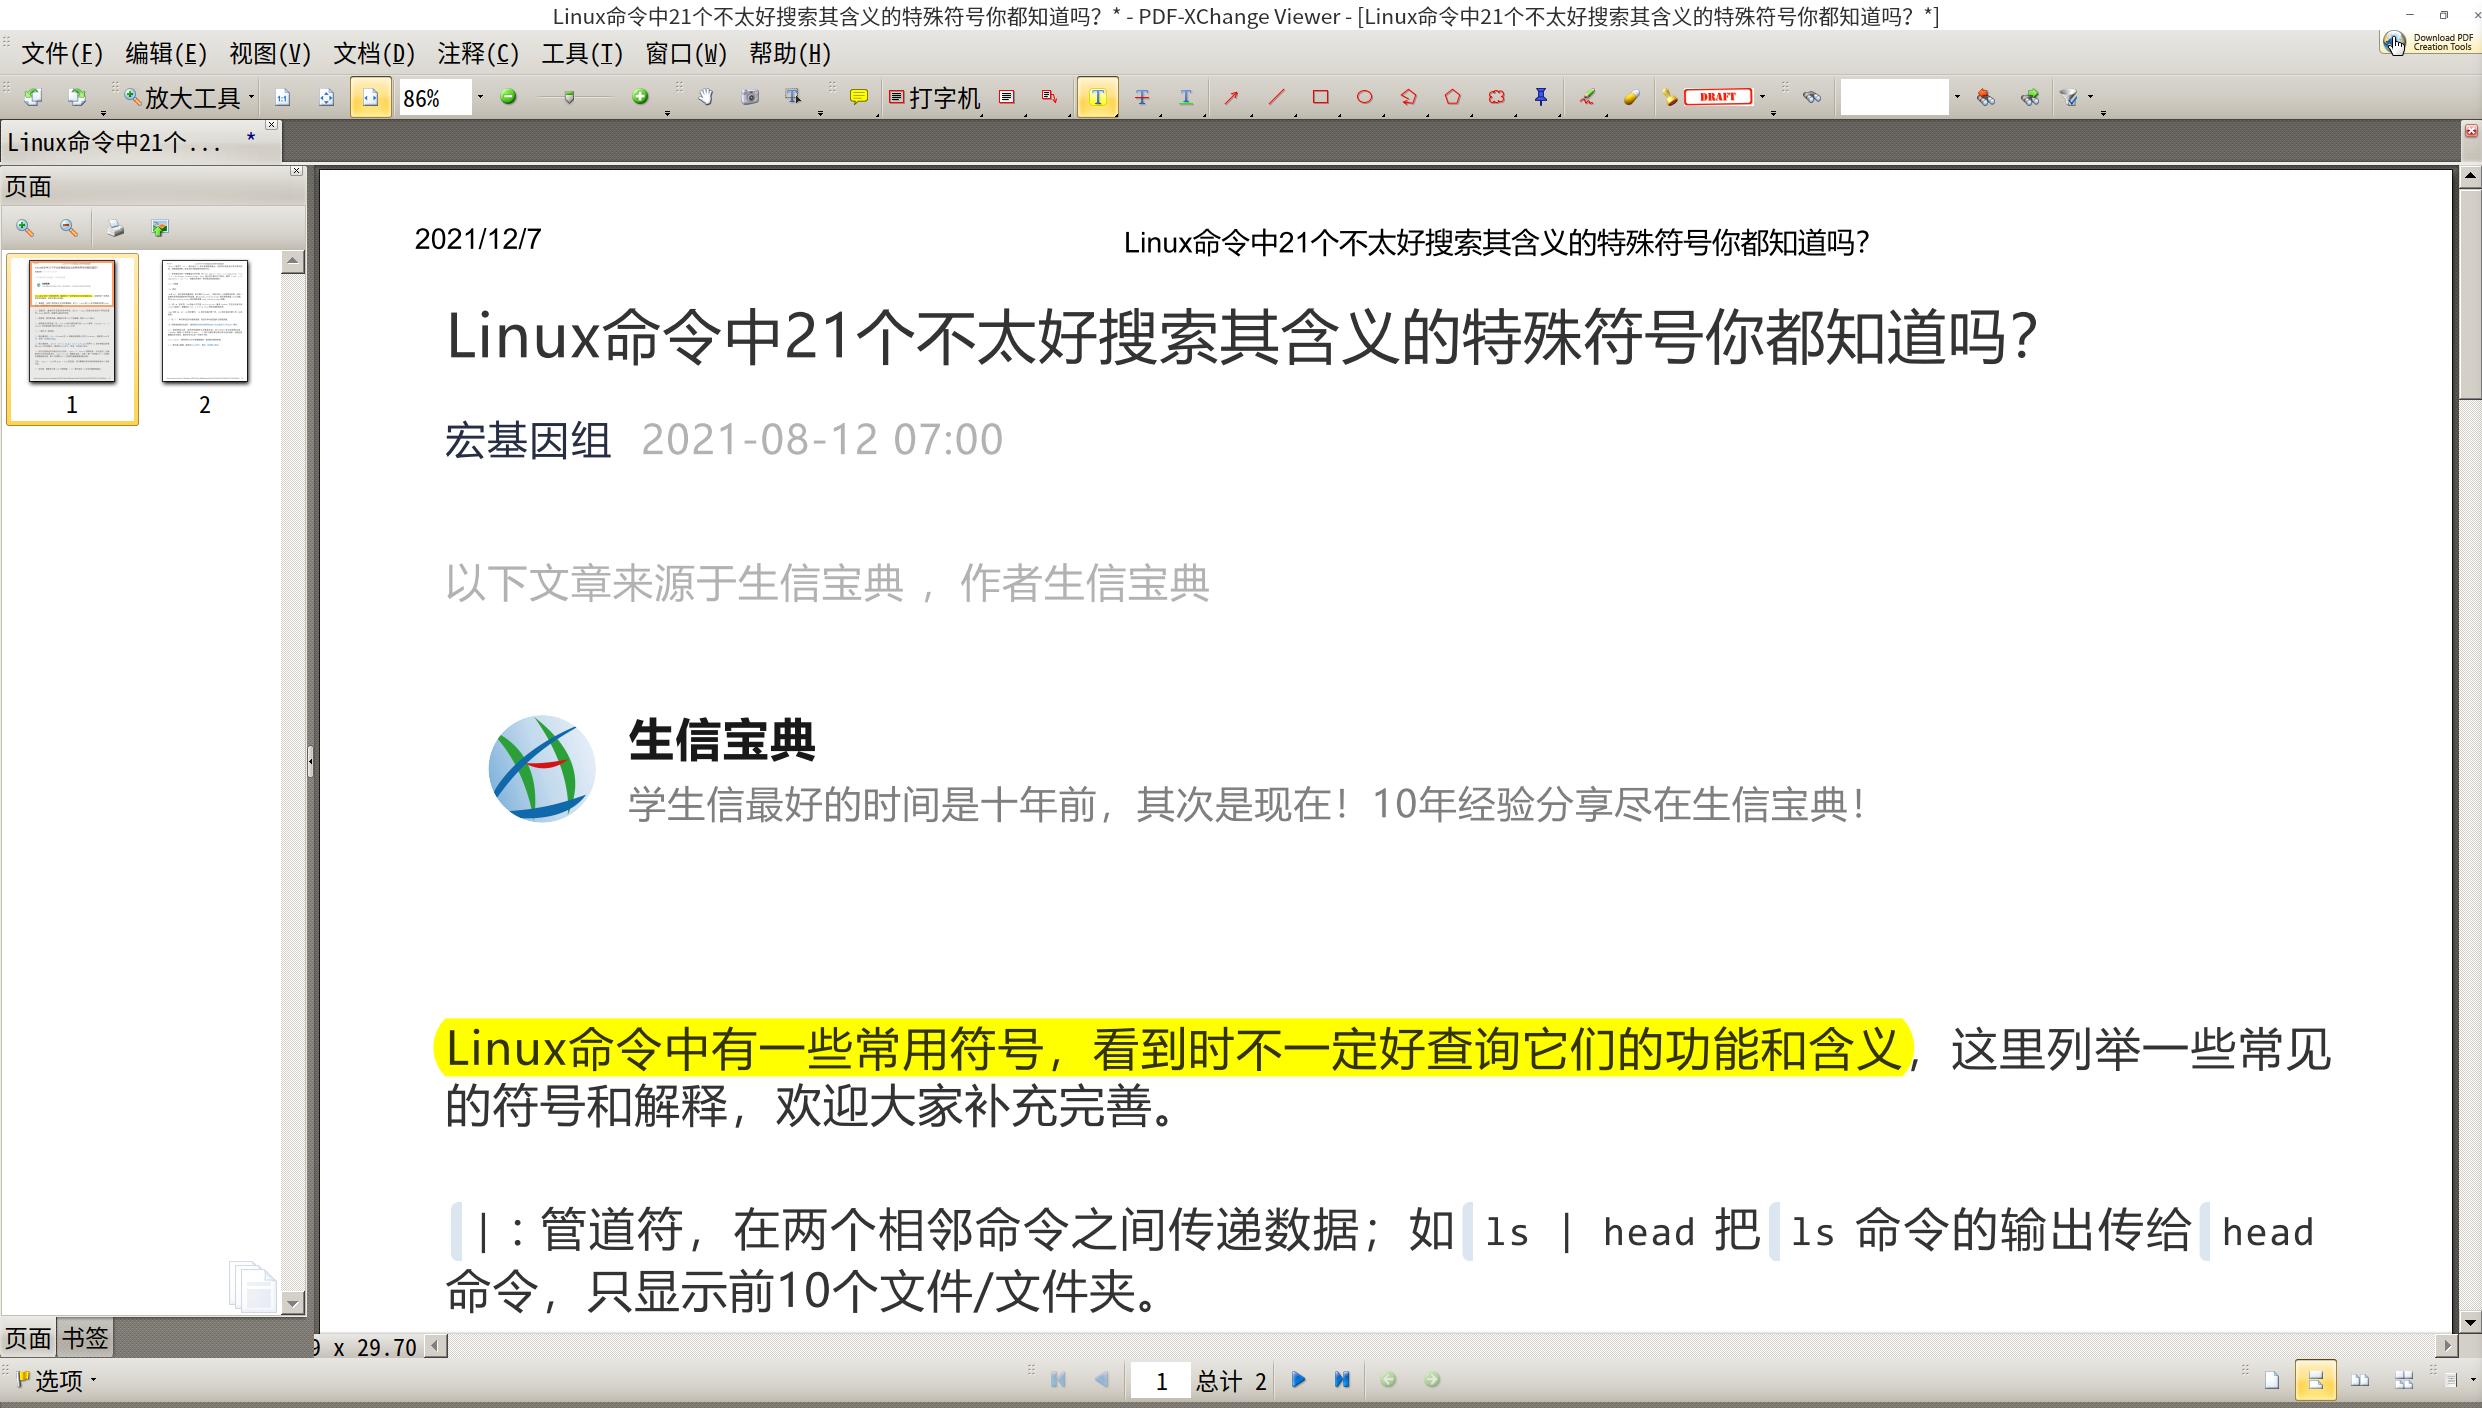 Linux命令中21个不太好搜索其含义的特殊符号你都知道吗？* - PDF-XChange Viewer - [Linux命令中21个不太好搜索其含义的特殊符号你都知道吗？*]
文件(F) 编辑(E) 视图(V) 文档(D) 注释(C) 工具(T) 窗口(W) 帮助(H)
Download PDF
Creation Tools
放大工具 1:1 86% 打字机 T T T DRAFT
Linux命令中21个... *
页面
1
2
2021/12/7
Linux命令中21个不太好搜索其含义的特殊符号你都知道吗？
Linux命令中21个不太好搜索其含义的特殊符号你都知道吗？
宏基因组 2021-08-12 07:00
以下文章来源于生信宝典 ，作者生信宝典
生信宝典
学生信最好的时间是十年前，其次是现在！10年经验分享尽在生信宝典！
Linux命令中有一些常用符号，看到时不一定好查询它们的功能和含义，这里列举一些常见
的符号和解释，欢迎大家补充完善。
|：管道符，在两个相邻命令之间传递数据；如 ls | head 把 ls 命令的输出传给 head
命令，只显示前10个文件/文件夹。
页面 书签
x 29.70
选项
1 总计 2